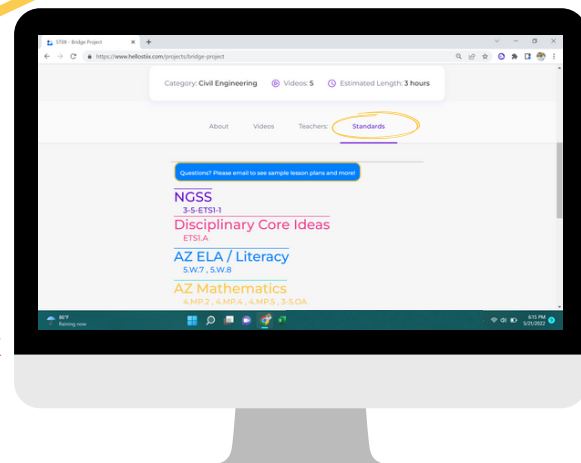 STIXX - Bridge Project
https://www.hellostix.com/projects/bridge-project
Category: Civil Engineering Videos: 5 Estimated Length: 3 hours
About Videos Teachers: Standards
Questions? Please email to see sample lesson plans and more!
NGSS
3-5-ETS1-1
Disciplinary Core Ideas
ETS1.A
AZ ELA / Literacy
5.W.7 , 5.W.8
AZ Mathematics
4.MP.2 , 4.MP.4 , 4.MP.5 , 3-5.OA
80°F
Raining now
6:15 PM
5/21/2022